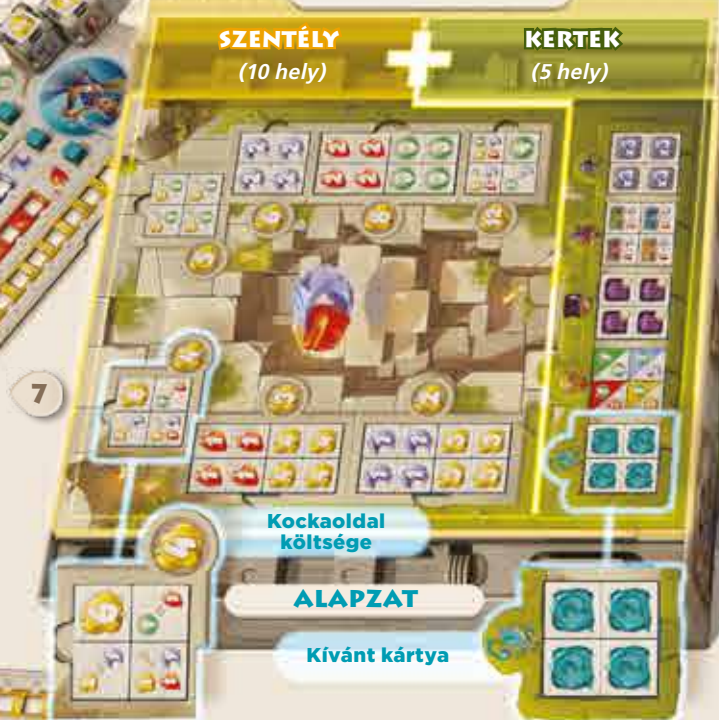 SZENTÉLY
(10 hely)
KERTEK
(5 hely)
7
Kockaoldal
költsége
ALAPZAT
Kívánt kártya